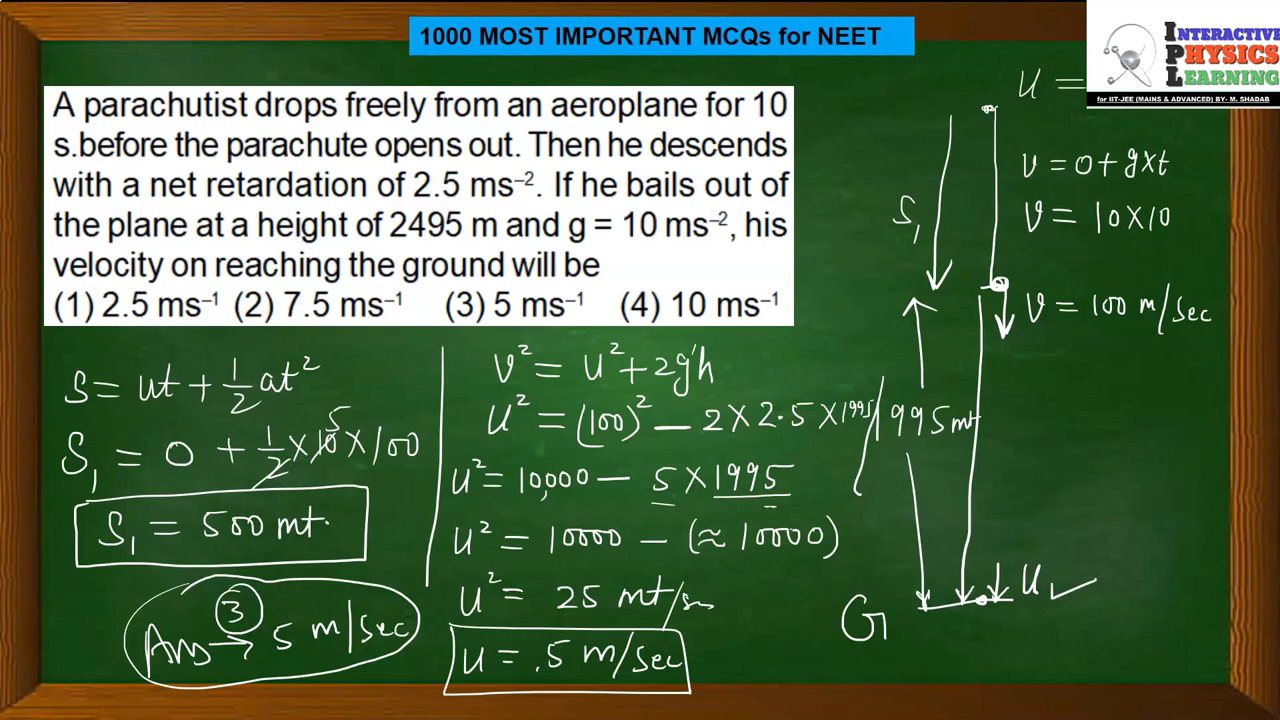 1000 MOST IMPORTANT MCQs for NEET
INTERACTIVE
PHYSICS
LEARNING
for IIT-JEE (MAINS & ADVANCED) BY- M. SHADAB
A parachutist drops freely from an aeroplane for 10
s.before the parachute opens out. Then he descends
with a net retardation of 2.5 ms⁻². If he bails out of
the plane at a height of 2495 m and g = 10 ms⁻², his
velocity on reaching the ground will be
(1) 2.5 ms⁻¹ (2) 7.5 ms⁻¹ (3) 5 ms⁻¹ (4) 10 ms⁻¹
S = ut + 1/2 at²
S₁ = 0 + 1/2 × 10 5 × 100
S₁ = 500 mt.
3
Ans → 5 m/sec
v² = u² + 2g'h
u² = (100)² − 2 × 2.5 × 1995
u² = 10,000 − 5 × 1995
u² = 10000 − (≈ 10000)
u² = 25 mt/sm
u = .5 m/sec
u =
v = 0 + g×t
v = 10×10
S₁
v = 100 m/sec
1995 mt
u
G